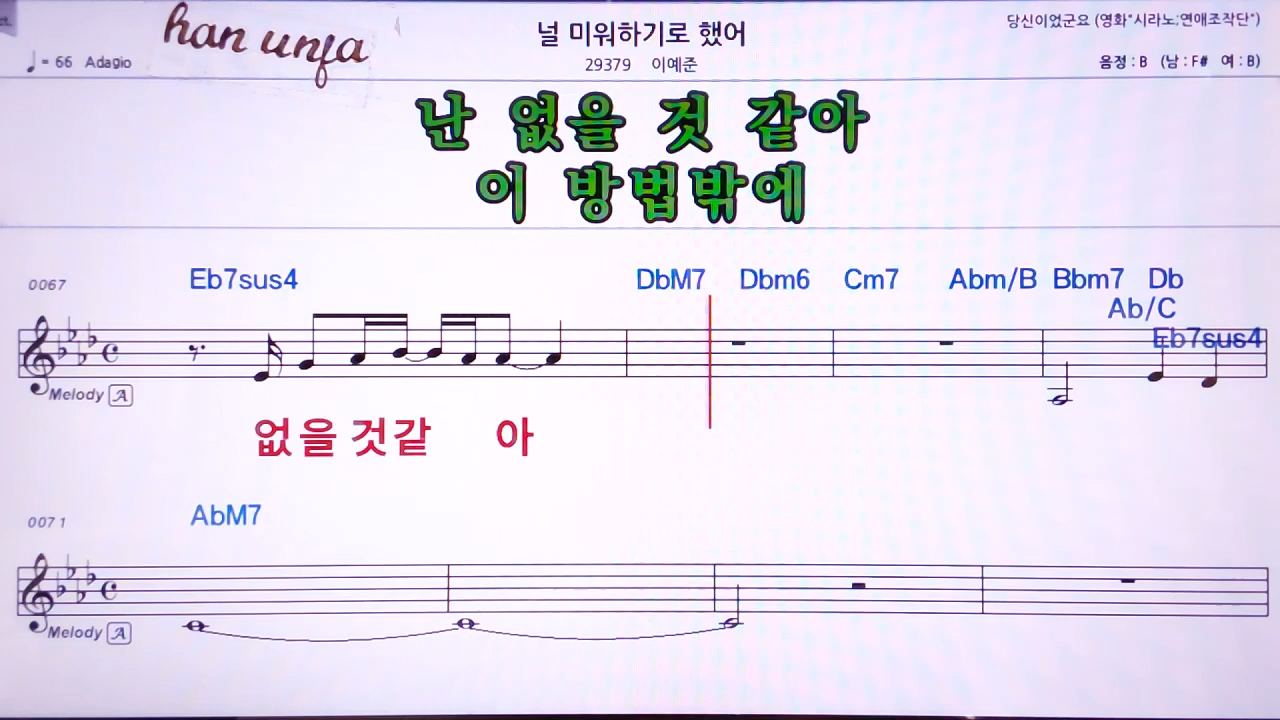 han unfa
널 미워하기로 했어
당신이었군요 (영화"시라노;연애조작단")
♩= 66 Adagio
29379 이예준
음정 : B (남 : F# 여 : B)
난 없을 것 같아
이 방법밖에
0067 Eb7sus4 DbM7 Dbm6 Cm7 Abm/B Bbm7 Db
Ab/C
Eb7sus4
Melody A
없을 것같 아
0071 AbM7
Melody A